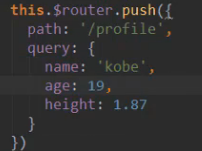 this.$router.push({
  path: '/profile',
  query: {
    name: 'kobe',
    age: 19,
    height: 1.87
  }
})